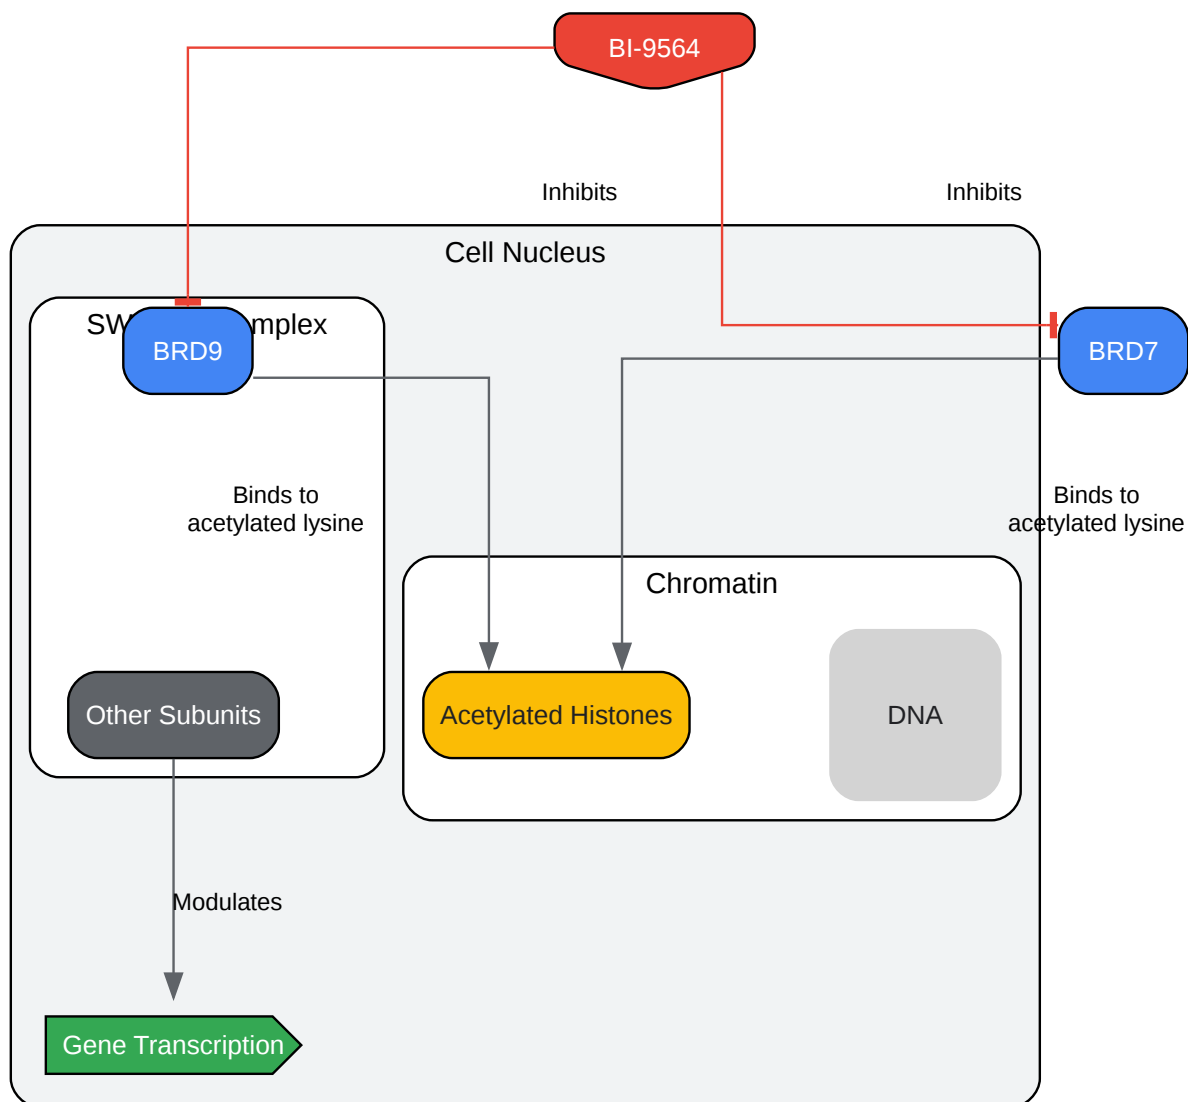 BI-9564
Inhibits
Inhibits
Cell Nucleus
SW mplex
BRD9
BRD7
Binds to
acetylated lysine
Binds to
acetylated lysine
Chromatin
Other Subunits
Acetylated Histones
DNA
Modulates
Gene Transcription